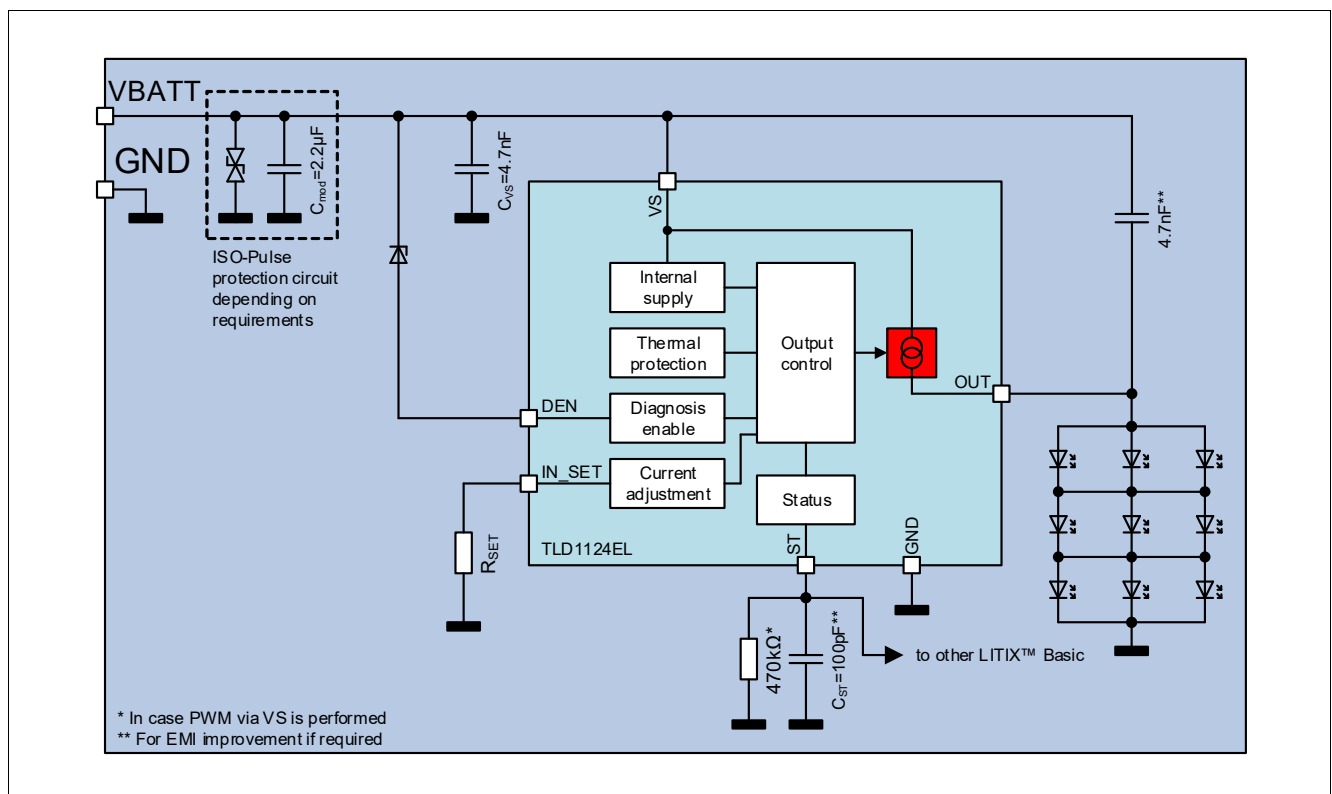 VBATT
GND
Cmod=2.2µF
ISO-Pulse
protection circuit
depending on
requirements
CVS=4.7nF
4.7nF**
VS
Internal
supply
Thermal
protection
Output
control
OUT
DEN
Diagnosis
enable
IN_SET
Current
adjustment
Status
RSET
TLD1124EL
ST
GND
470kΩ*
CST=100pF**
to other LITIX™ Basic
* In case PWM via VS is performed
** For EMI improvement if required